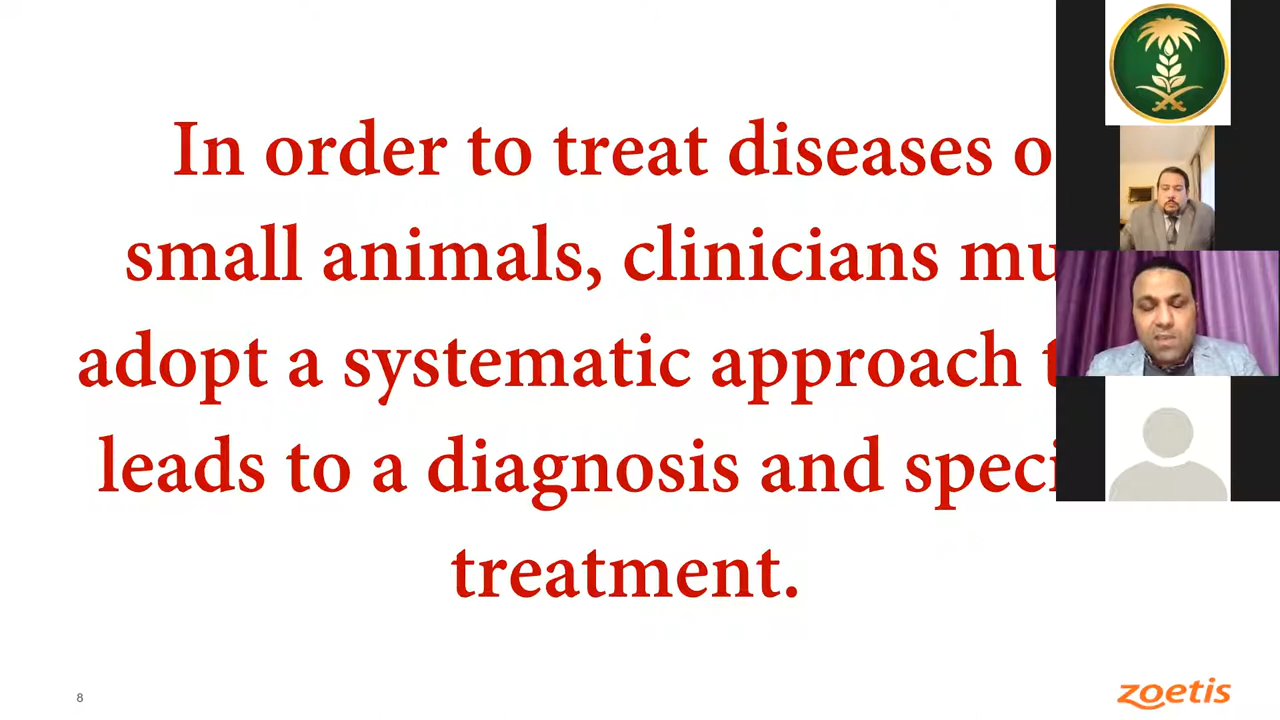 In order to treat diseases o
small animals, clinicians mu
adopt a systematic approach t
leads to a diagnosis and speci
treatment.
8
zoetis